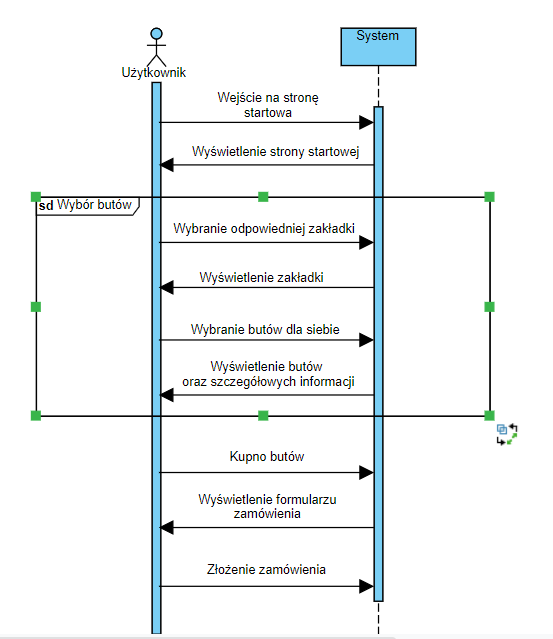 System
Użytkownik
Wejście na stronę
startowa
Wyświetlenie strony startowej
sd Wybór butów
Wybranie odpowiedniej zakładki
Wyświetlenie zakładki
Wybranie butów dla siebie
Wyświetlenie butów
oraz szczegółowych informacji
Kupno butów
Wyświetlenie formularzu
zamówienia
Złożenie zamówienia